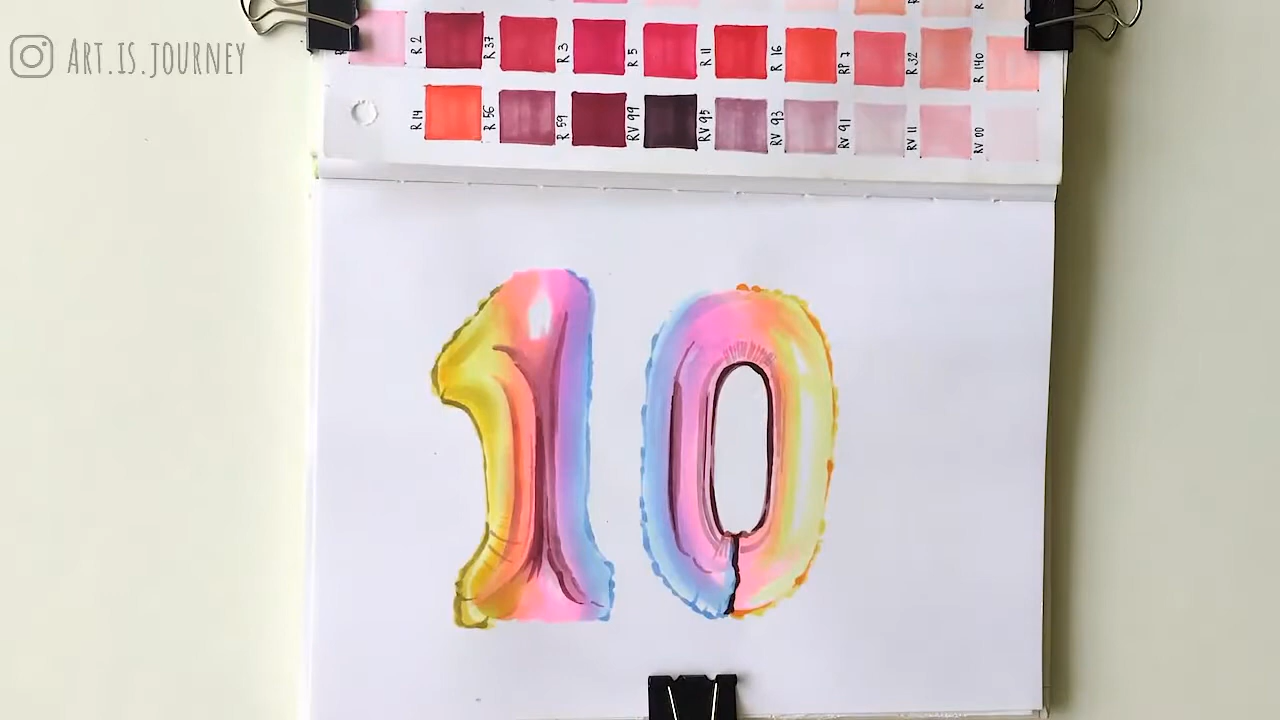 ART.IS.JOURNEY
R 2
R 37
R 3
R 5
R 11
R 16
RP 7
R 32
R 140
R 14
R 56
R 59
RV 99
RV 95
RV 93
RV 91
RV 11
RV 00
10